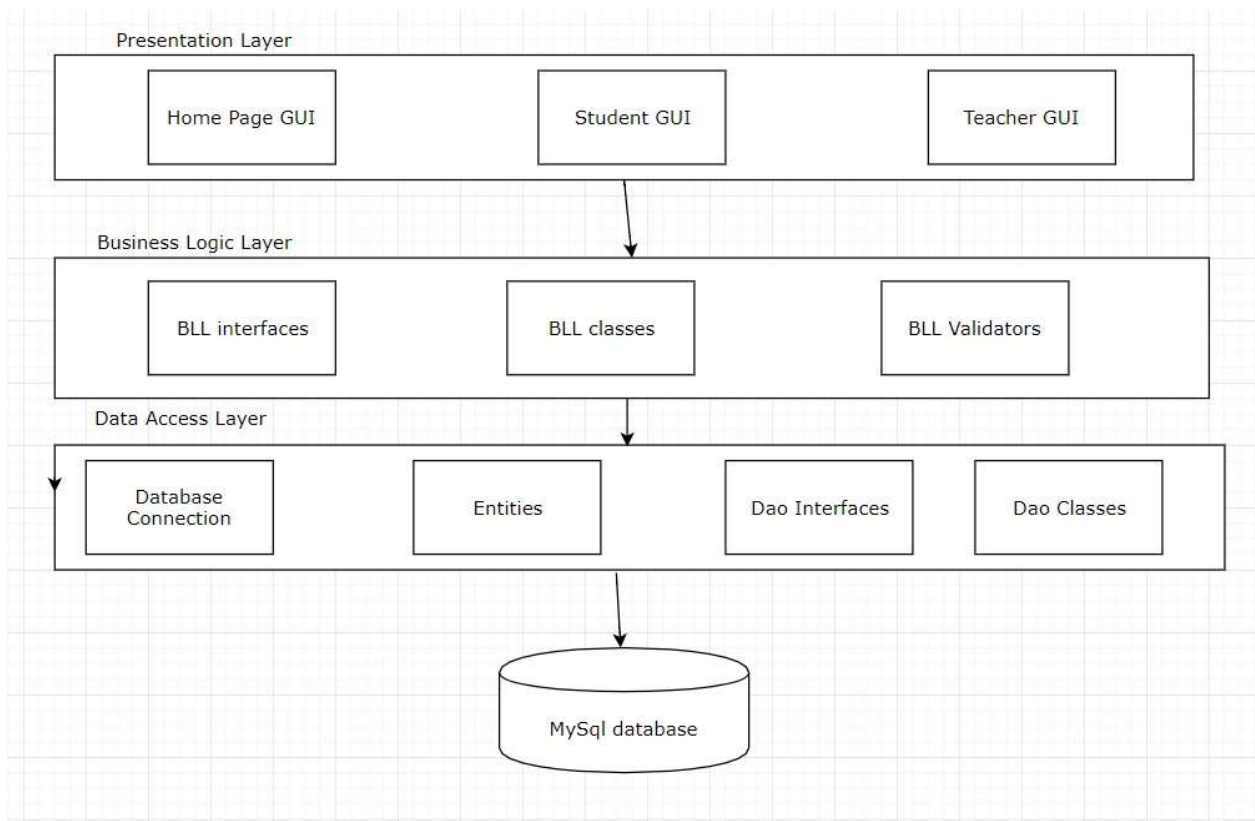 Presentation Layer
Home Page GUI
Student GUI
Teacher GUI
Business Logic Layer
BLL interfaces
BLL classes
BLL Validators
Data Access Layer
Database
Connection
Entities
Dao Interfaces
Dao Classes
MySql database